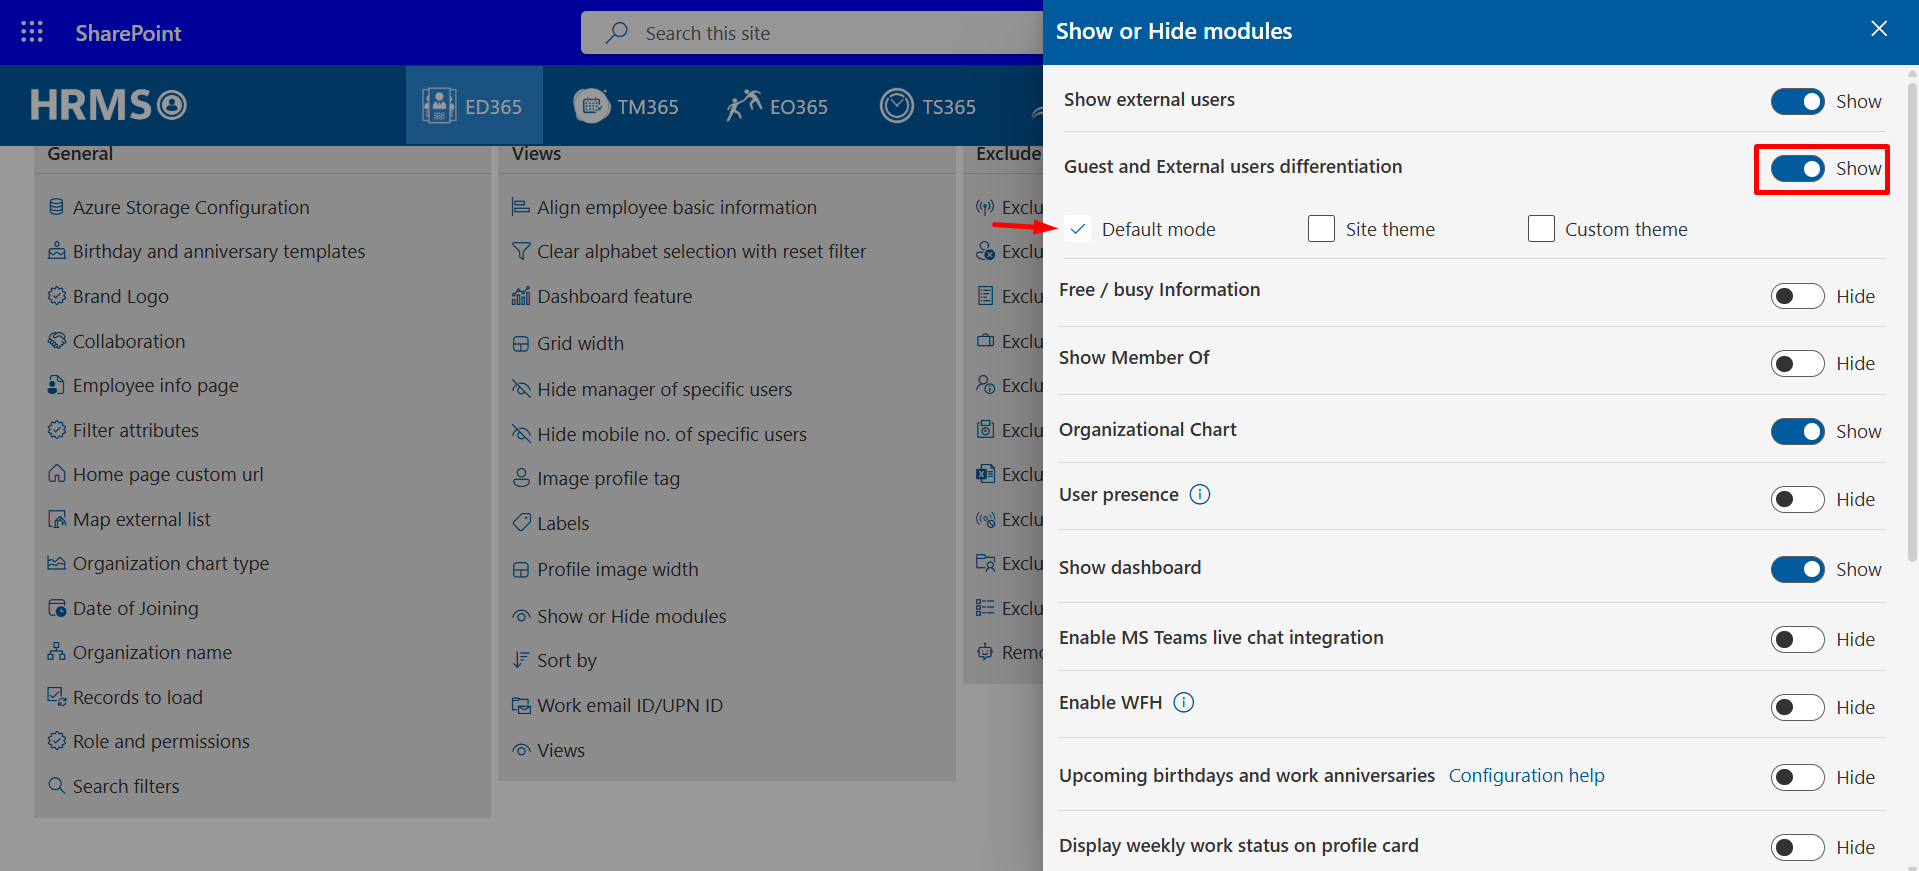 SharePoint
Search this site
HRMS
ED365
TM365
EO365
TS365
General
Azure Storage Configuration
Birthday and anniversary templates
Brand Logo
Collaboration
Employee info page
Filter attributes
Home page custom url
Map external list
Organization chart type
Date of Joining
Organization name
Records to load
Role and permissions
Search filters
Views
Align employee basic information
Clear alphabet selection with reset filter
Dashboard feature
Grid width
Hide manager of specific users
Hide mobile no. of specific users
Image profile tag
Labels
Profile image width
Show or Hide modules
Sort by
Work email ID/UPN ID
Views
Exclude
Exclu
Exclu
Exclu
Exclu
Exclu
Exclu
Exclu
Exclu
Exclu
Exclu
Remo
Show or Hide modules
Show external users Show
Guest and External users differentiation Show
Default mode Site theme Custom theme
Free / busy Information Hide
Show Member Of Hide
Organizational Chart Show
User presence Hide
Show dashboard Show
Enable MS Teams live chat integration Hide
Enable WFH Hide
Upcoming birthdays and work anniversaries Configuration help Hide
Display weekly work status on profile card Hide